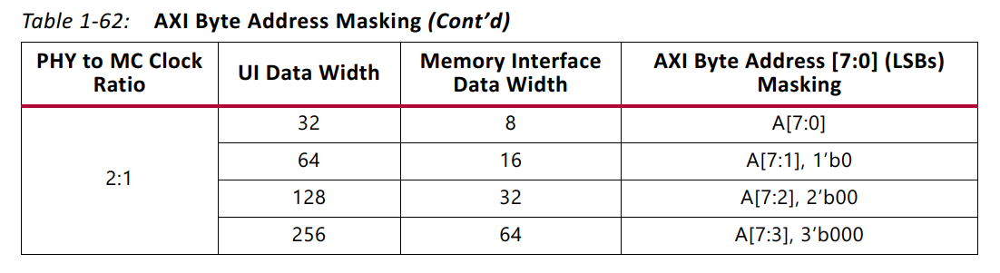 Table 1-62: AXI Byte Address Masking (Cont’d)
PHY to MC Clock Ratio UI Data Width Memory Interface Data Width AXI Byte Address [7:0] (LSBs) Masking
2:1
32 8 A[7:0]
64 16 A[7:1], 1’b0
128 32 A[7:2], 2’b00
256 64 A[7:3], 3’b000